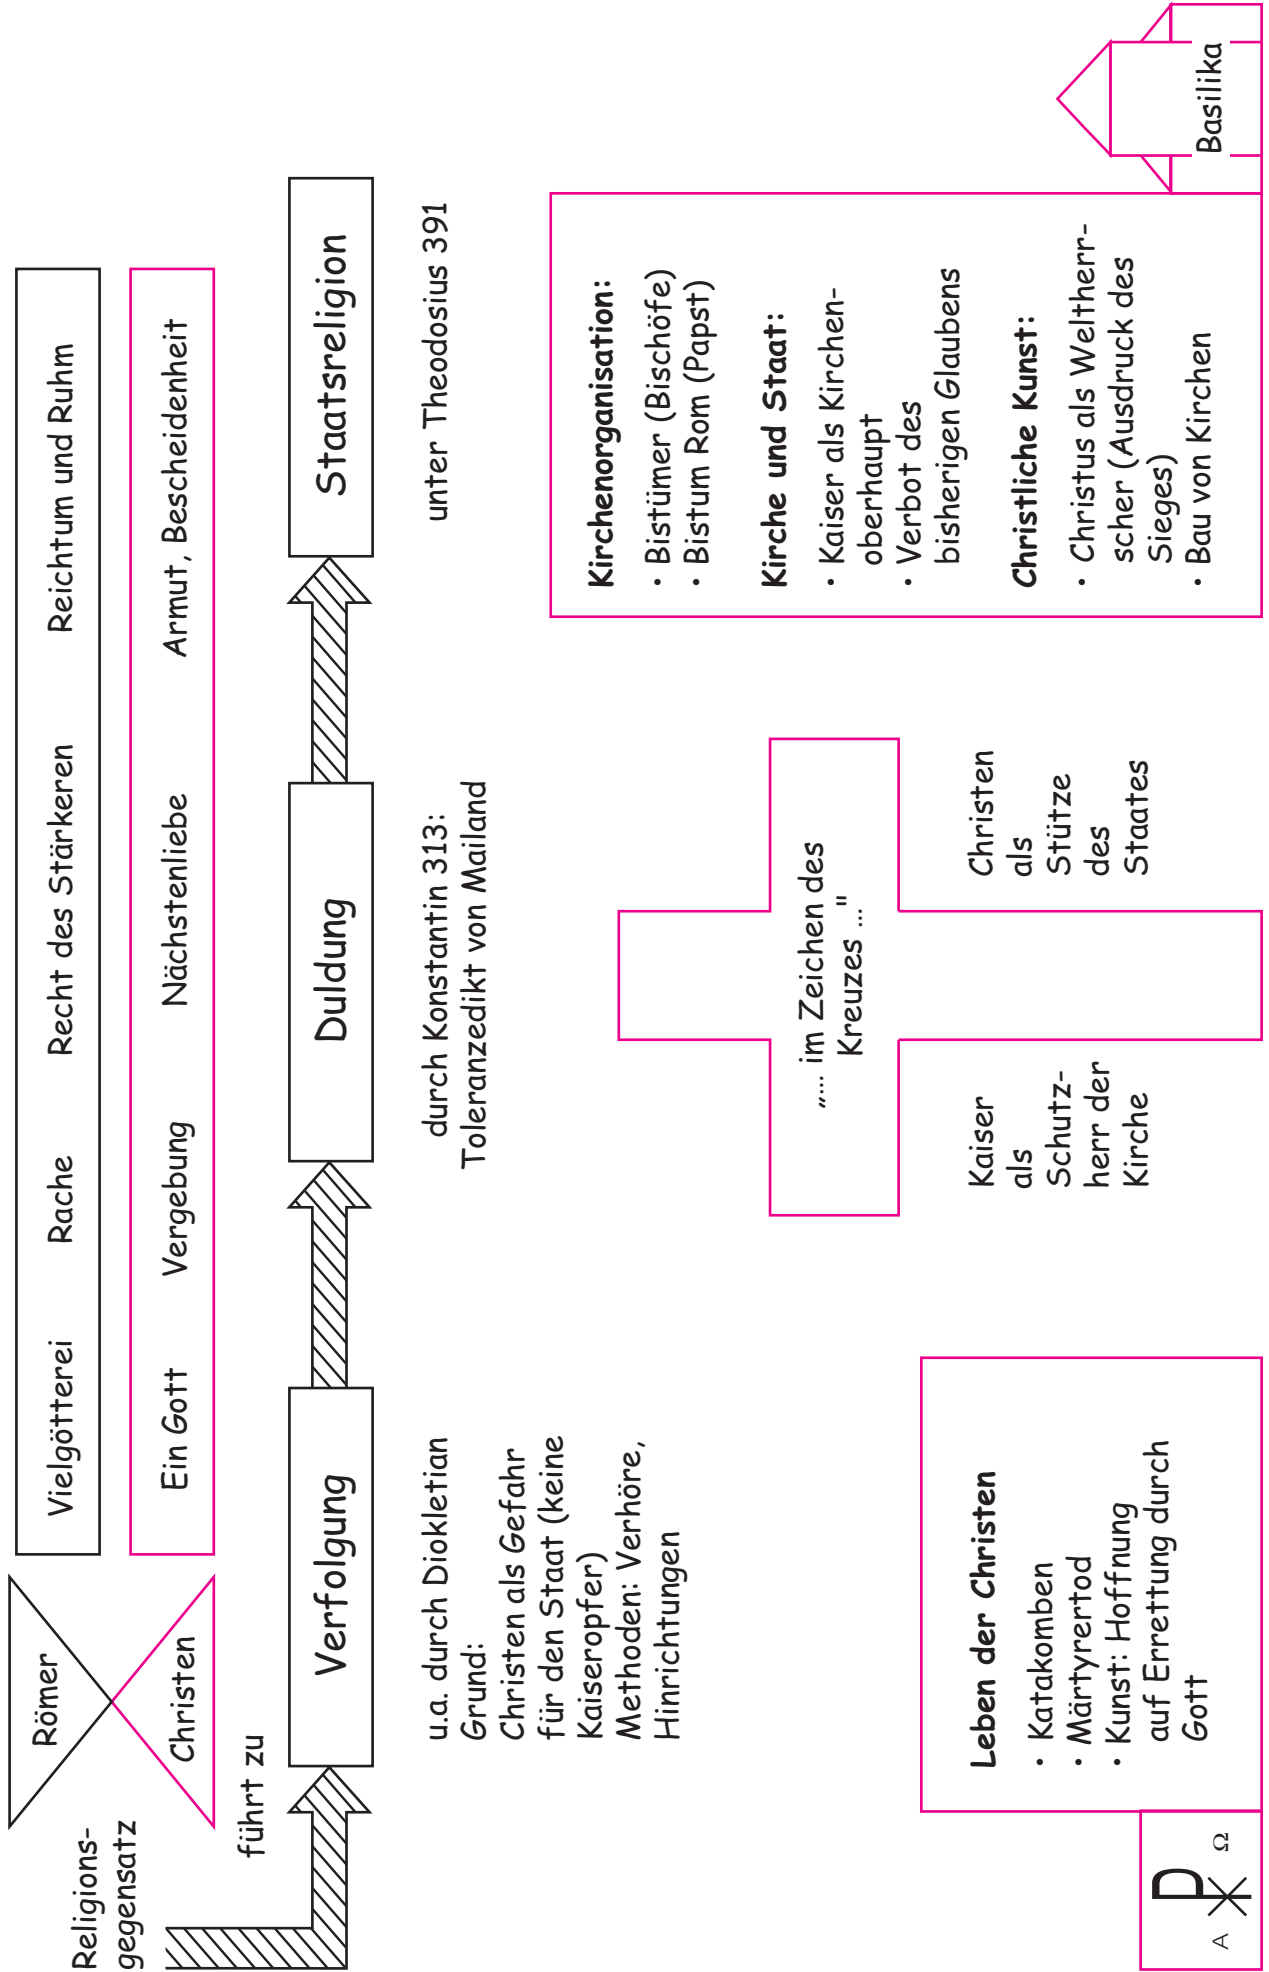 Religions-
gegensatz
Römer
Christen
Vielgötterei Rache Recht des Stärkeren Reichtum und Ruhm
Ein Gott Vergebung Nächstenliebe Armut, Bescheidenheit
führt zu
Verfolgung
Duldung
Staatsreligion
u.a. durch Diokletian
Grund:
Christen als Gefahr
für den Staat (keine
Kaiseropfer)
Methoden: Verhöre,
Hinrichtungen
durch Konstantin 313:
Toleranzedikt von Mailand
unter Theodosius 391
A
P
Ω
Leben der Christen
• Katakomben
• Märtyrertod
• Kunst: Hoffnung
auf Errettung durch
Gott
„... im Zeichen des
Kreuzes ..."
Kaiser
als
Schutz-
herr der
Kirche
Christen
als
Stütze
des
Staates
Kirchenorganisation:
• Bistümer (Bischöfe)
• Bistum Rom (Papst)
Kirche und Staat:
• Kaiser als Kirchen-
oberhaupt
• Verbot des
bisherigen Glaubens
Christliche Kunst:
• Christus als Weltherr-
scher (Ausdruck des
Sieges)
• Bau von Kirchen
Basilika